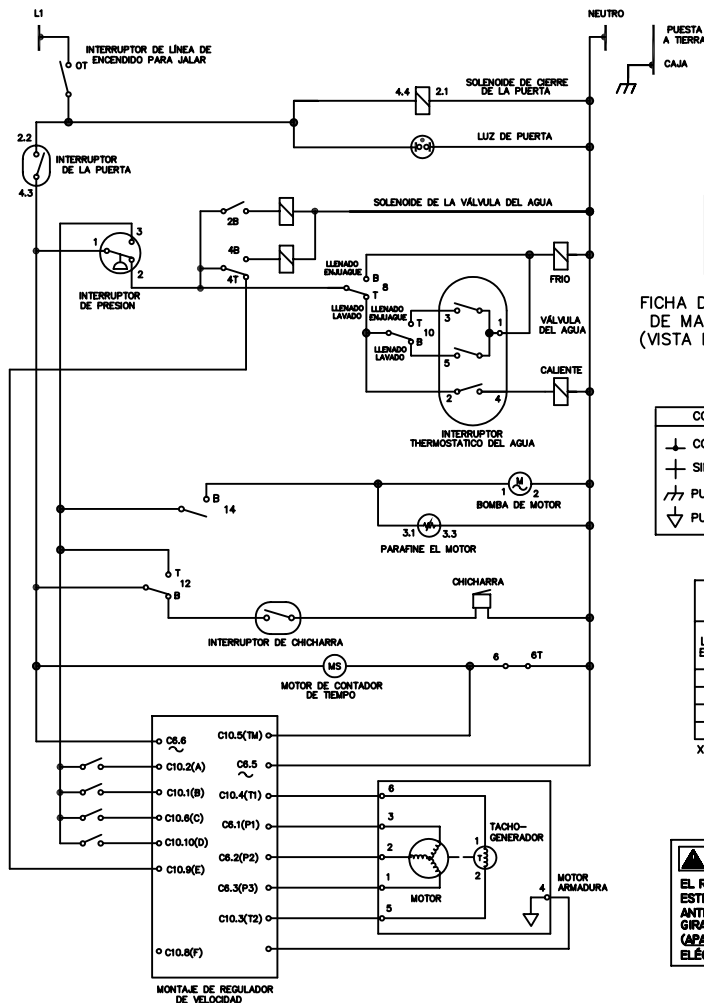 L1
NEUTRO
PUESTA
A TIERRA
CAJA
INTERRUPTOR DE LÍNEA DE
ENCENDIDO PARA JALAR
OT
4.4
2.1
SOLENOIDE DE CIERRE
DE LA PUERTA
LUZ DE PUERTA
2.2
INTERRUPTOR
DE LA PUERTA
4.3
SOLENOIDE DE LA VÁLVULA DEL AGUA
2B
4B
4T
3
1
2
INTERRUPTOR
DE PRESION
LLENADO
ENJUAGUE
B
8
T
LLENADO
LAVADO
LLENADO
ENJUAGUE
T
10
B
LLENADO
LAVADO
3
1
5
2
4
FRIO
VÁLVULA
DEL AGUA
CALIENTE
INTERRUPTOR
THERMOSTATICO DEL AGUA
FICHA D
DE MA
(VISTA
B
14
M
1
2
BOMBA DE MOTOR
3.1
3.3
PARAFINE EL MOTOR
T
12
B
CHICHARRA
INTERRUPTOR DE CHICHARRA
MS
6
6T
MOTOR DE CONTADOR
DE TIEMPO
CO
SI
PU
PU
X
C6.6
C10.2(A)
C10.1(B)
C10.6(C)
C10.10(D)
C10.9(E)
C10.8(F)
C10.5(TM)
C6.5
C10.4(T1)
C6.1(P1)
C6.2(P2)
C6.3(P3)
C10.3(T2)
6
3
2
1
5
MOTOR
TACHO-
GENERADOR
1
T
2
4
MOTOR
ARMADURA
MONTAJE DE REGULADOR
DE VELOCIDAD
EL R
ESTE
ANTE
GIRA
(APA
ELÉC